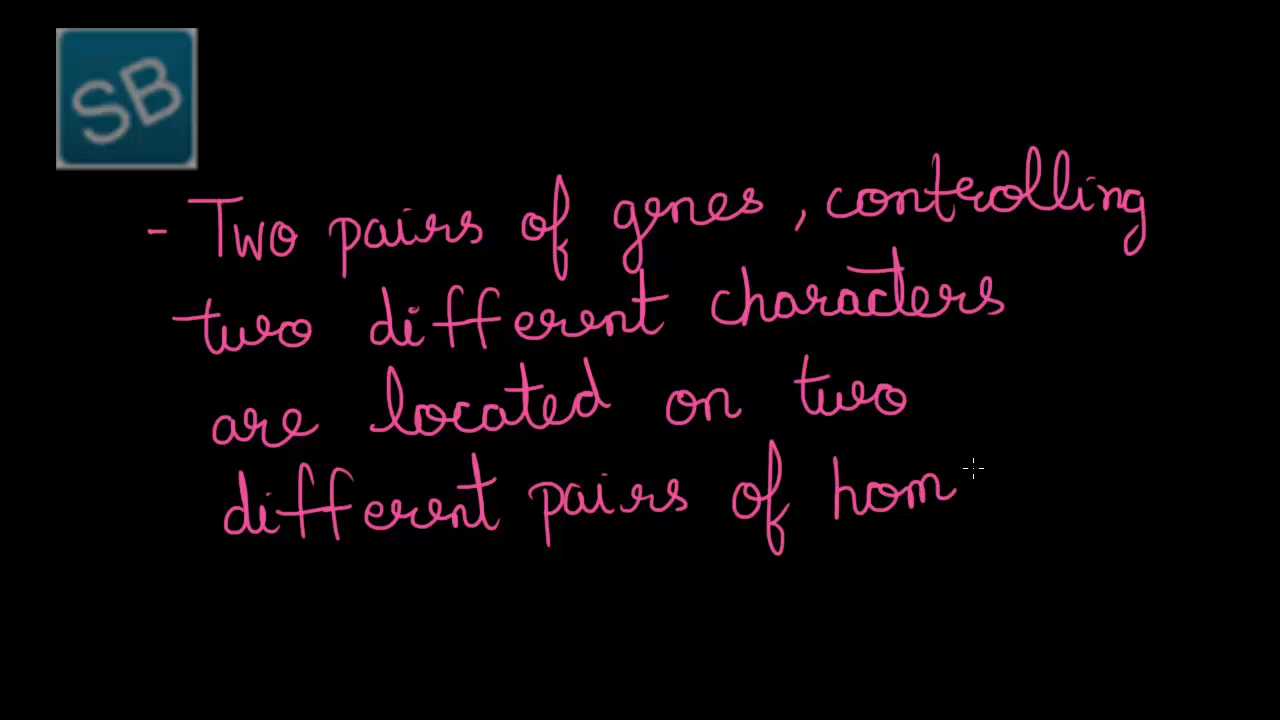 SB
- Two pairs of genes, controlling
two different characters
are located on two
different pairs of hom